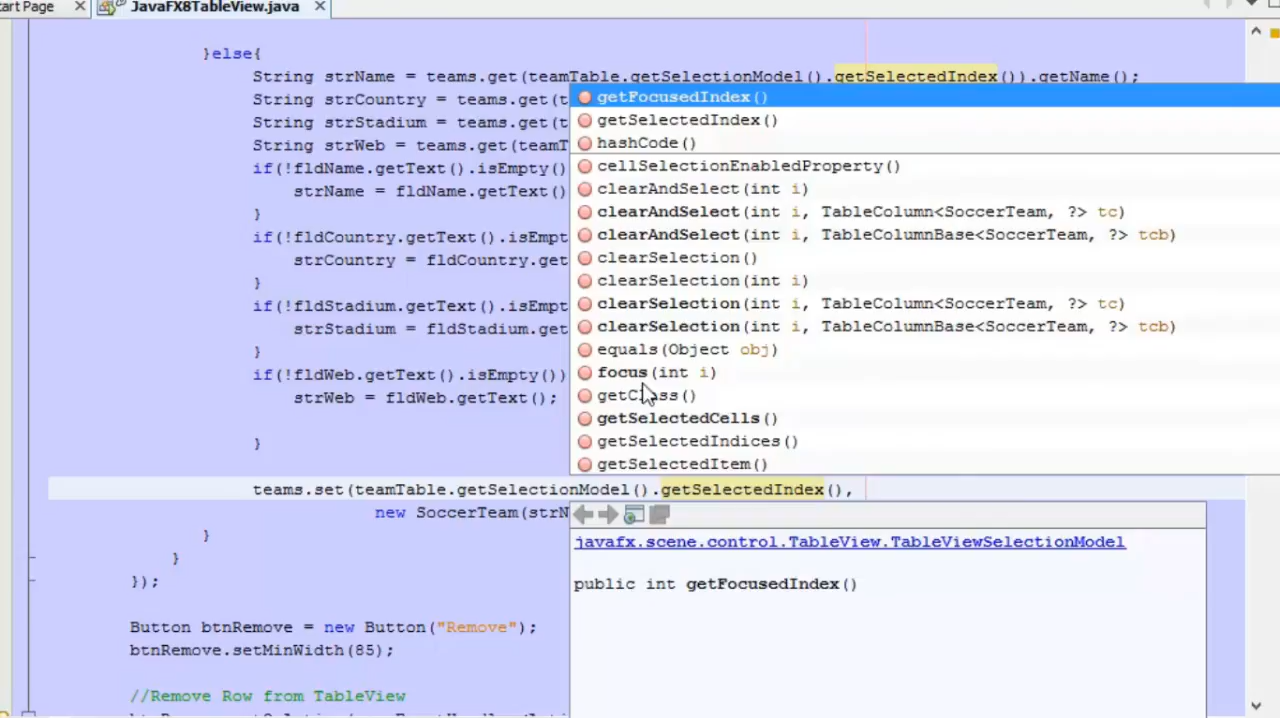 art Page JavaFX8TableView.java
}else{
String strName = teams.get(teamTable.getSelectionModel().getSelectedIndex()).getName();
String strCountry = teams.get(t
String strStadium = teams.get(t
String strWeb = teams.get(teamT
if(!fldName.getText().isEmpty()
strName = fldName.getText()
}
if(!fldCountry.getText().isEmpt
strCountry = fldCountry.get
}
if(!fldStadium.getText().isEmpt
strStadium = fldStadium.get
}
if(!fldWeb.getText().isEmpty())
strWeb = fldWeb.getText();
}
teams.set(teamTable.getSelectionModel().getSelectedIndex(),
new SoccerTeam(strN
}
}
});
Button btnRemove = new Button("Remove");
btnRemove.setMinWidth(85);
//Remove Row from TableView
getFocusedIndex()
getSelectedIndex()
hashCode()
cellSelectionEnabledProperty()
clearAndSelect(int i)
clearAndSelect(int i, TableColumn<SoccerTeam, ?> tc)
clearAndSelect(int i, TableColumnBase<SoccerTeam, ?> tcb)
clearSelection()
clearSelection(int i)
clearSelection(int i, TableColumn<SoccerTeam, ?> tc)
clearSelection(int i, TableColumnBase<SoccerTeam, ?> tcb)
equals(Object obj)
focus(int i)
getClass()
getSelectedCells()
getSelectedIndices()
getSelectedItem()
javafx.scene.control.TableView.TableViewSelectionModel
public int getFocusedIndex()